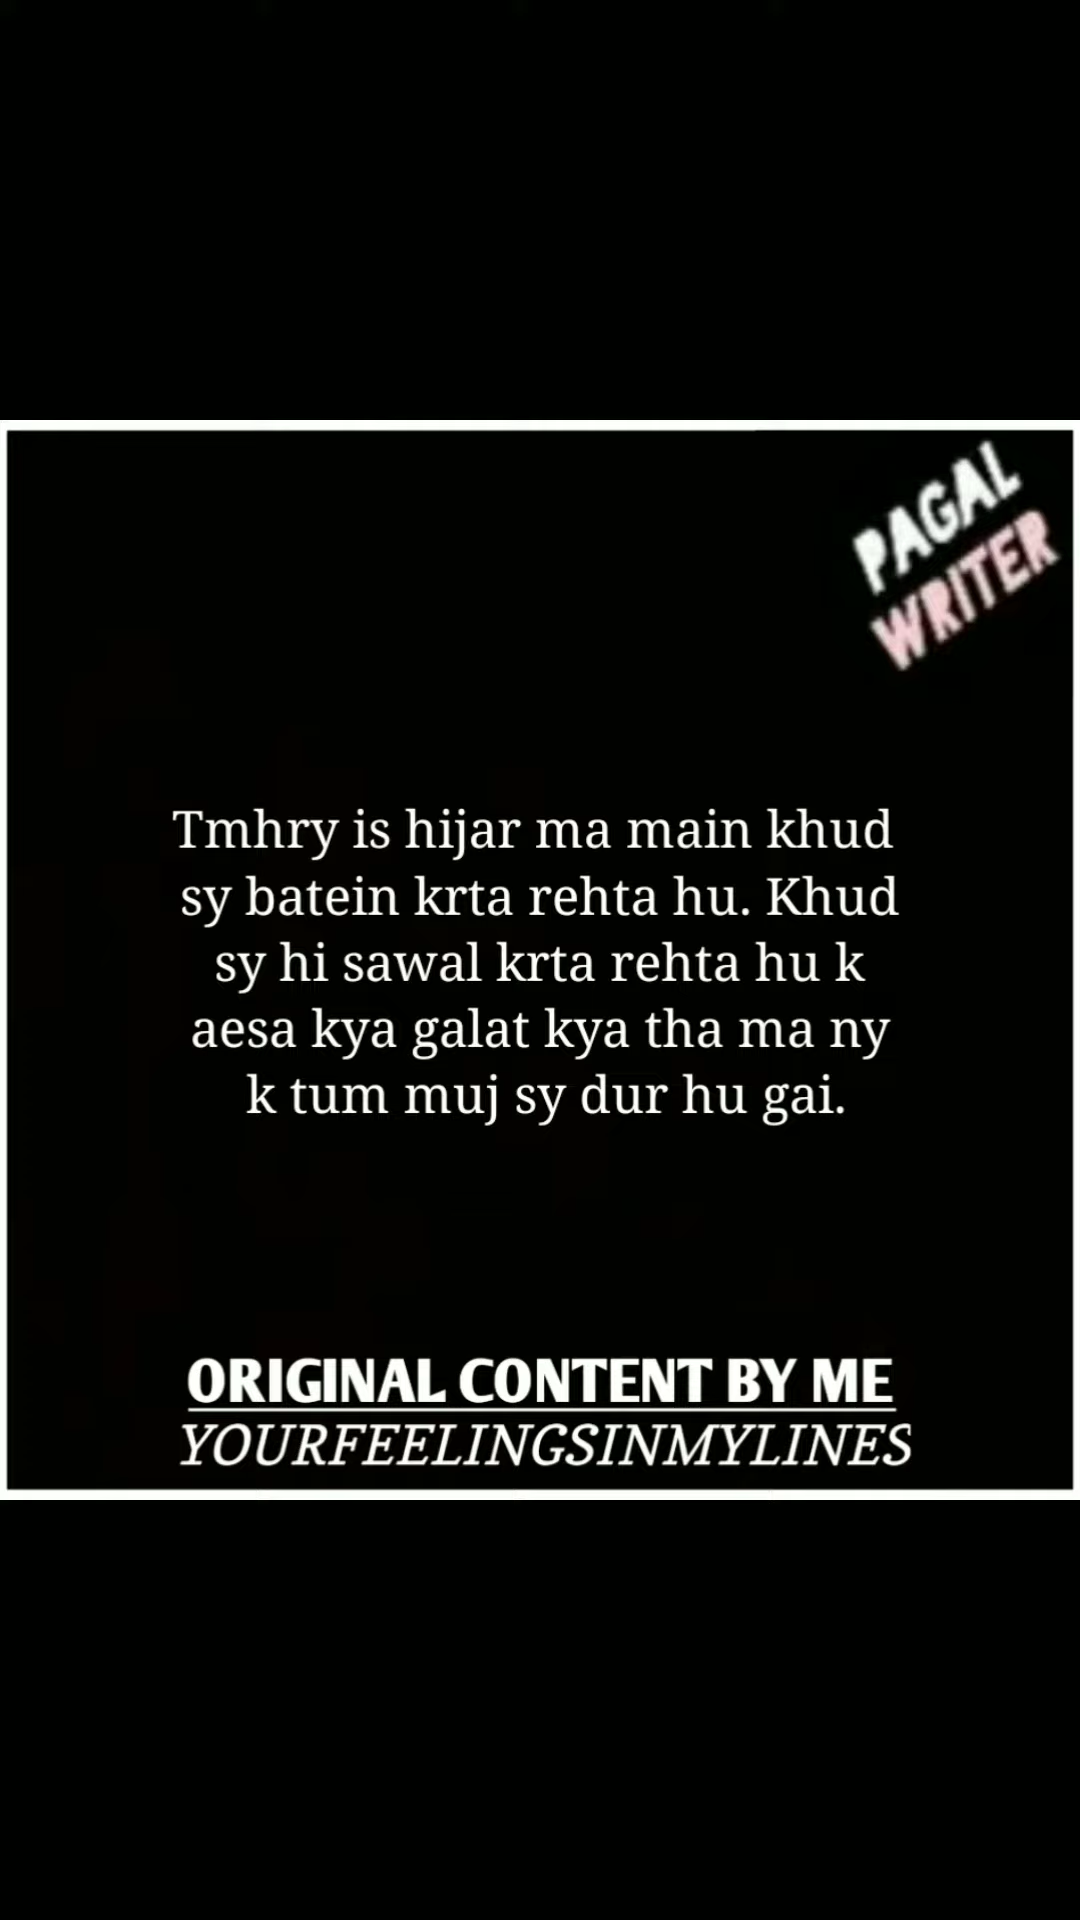 PAGAL
WRITER
Tmhry is hijar ma main khud
sy batein krta rehta hu. Khud
sy hi sawal krta rehta hu k
aesa kya galat kya tha ma ny
k tum muj sy dur hu gai.
ORIGINAL CONTENT BY ME
YOURFEELINGSINMYLINES